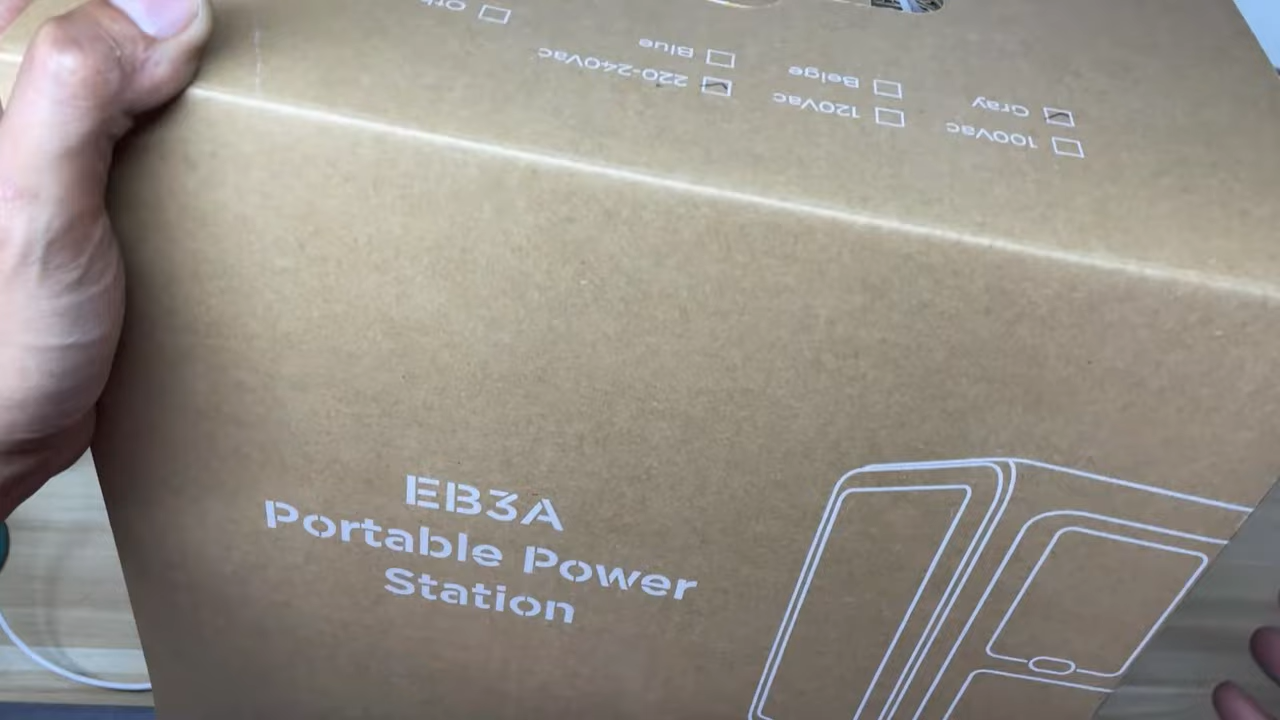 100Vac 120Vac 220-240Vac
Gray Beige Blue
EB3A
Portable Power
Station